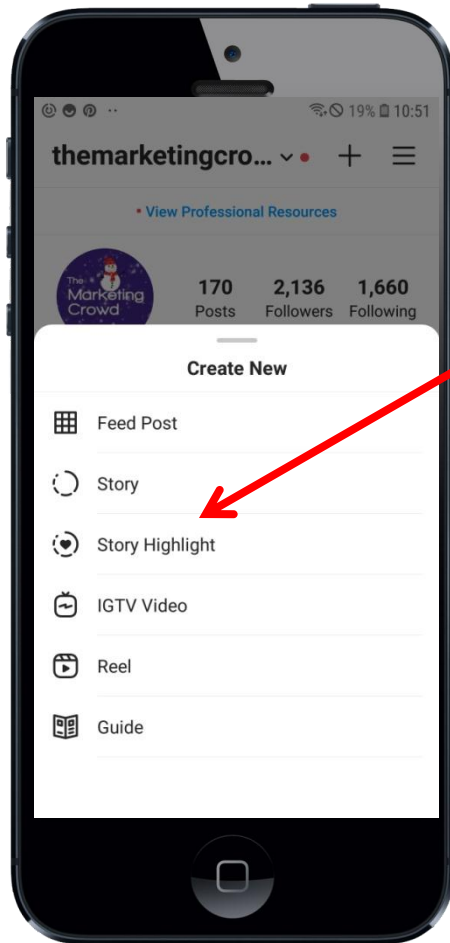 19% 10:51
themarketingcro...
• View Professional Resources
The
Marketing
Crowd
170 2,136 1,660
Posts Followers Following
Create New
Feed Post
Story
Story Highlight
IGTV Video
Reel
Guide